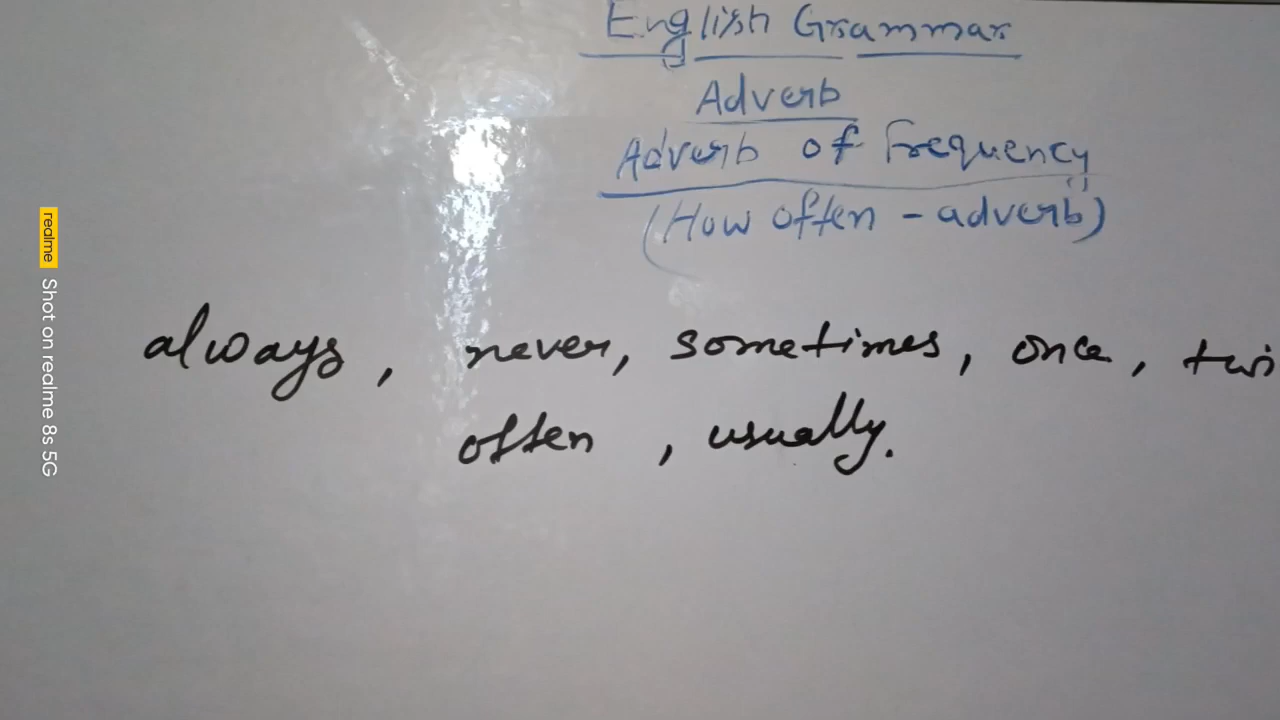 English Grammar
Adverb
Adverb of Frequency
(How often - adverb)
always, never, sometimes, once, twi
often, usually.
realme Shot on realme 8s 5G